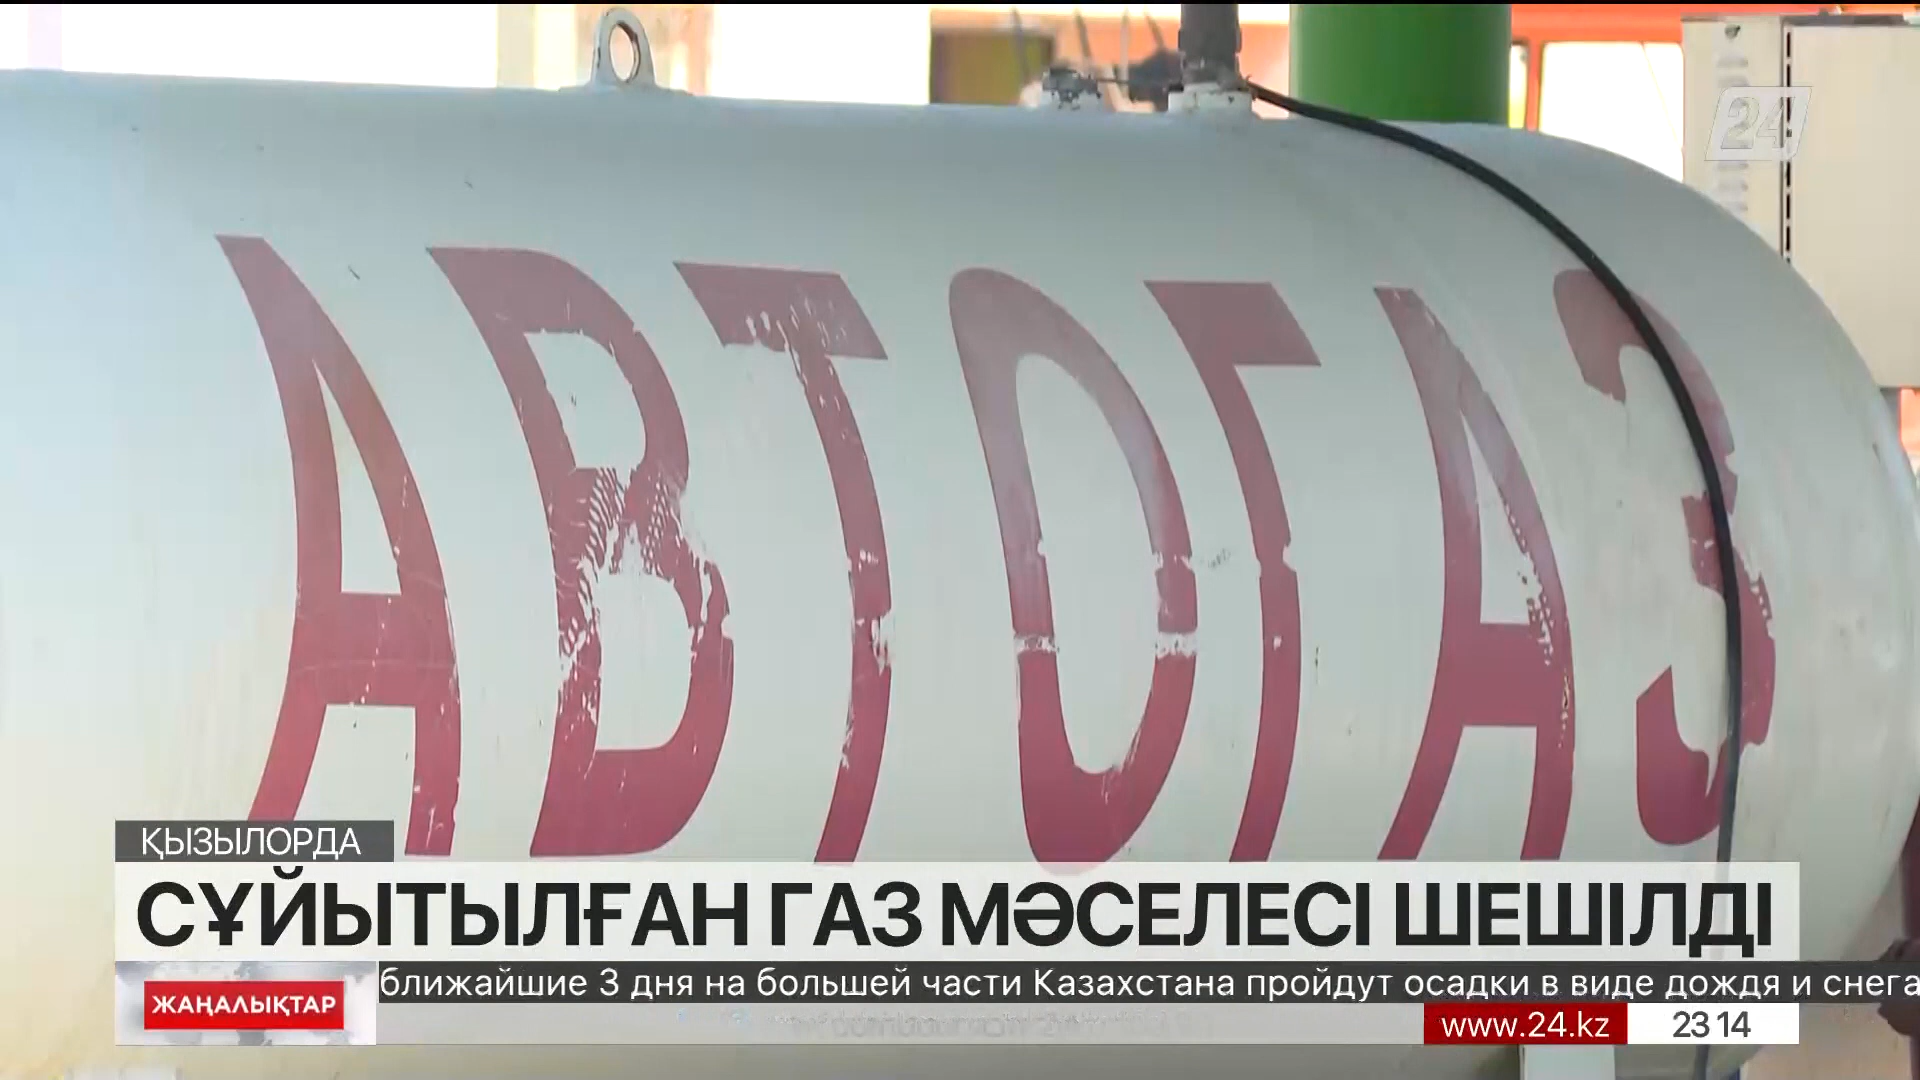 24
АВТОГАЗ
ҚЫЗЫЛОРДА
СҰЙЫТЫЛҒАН ГАЗ МӘСЕЛЕСІ ШЕШІЛДІ
ближайшие 3 дня на большей части Казахстана пройдут осадки в виде дождя и снега
ЖАҢАЛЫҚТАР
www.24.kz
23 14